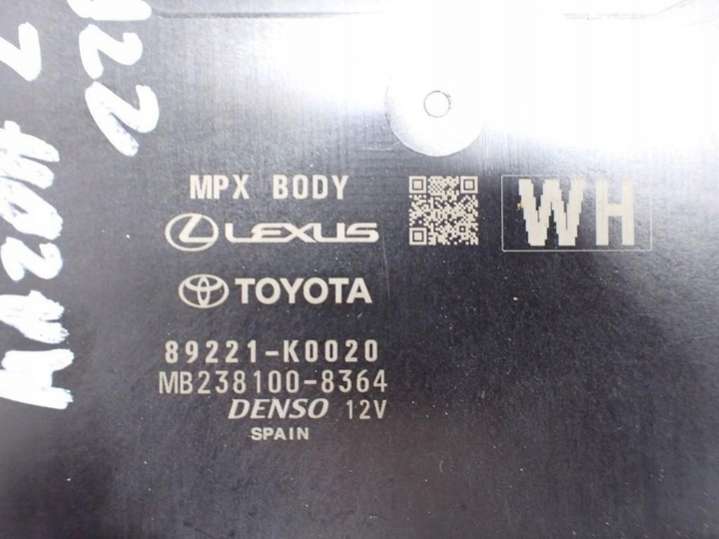 MPX BODY
LEXUS
WH
TOYOTA
89221-K0020
MB238100-8364
DENSO 12V
SPAIN